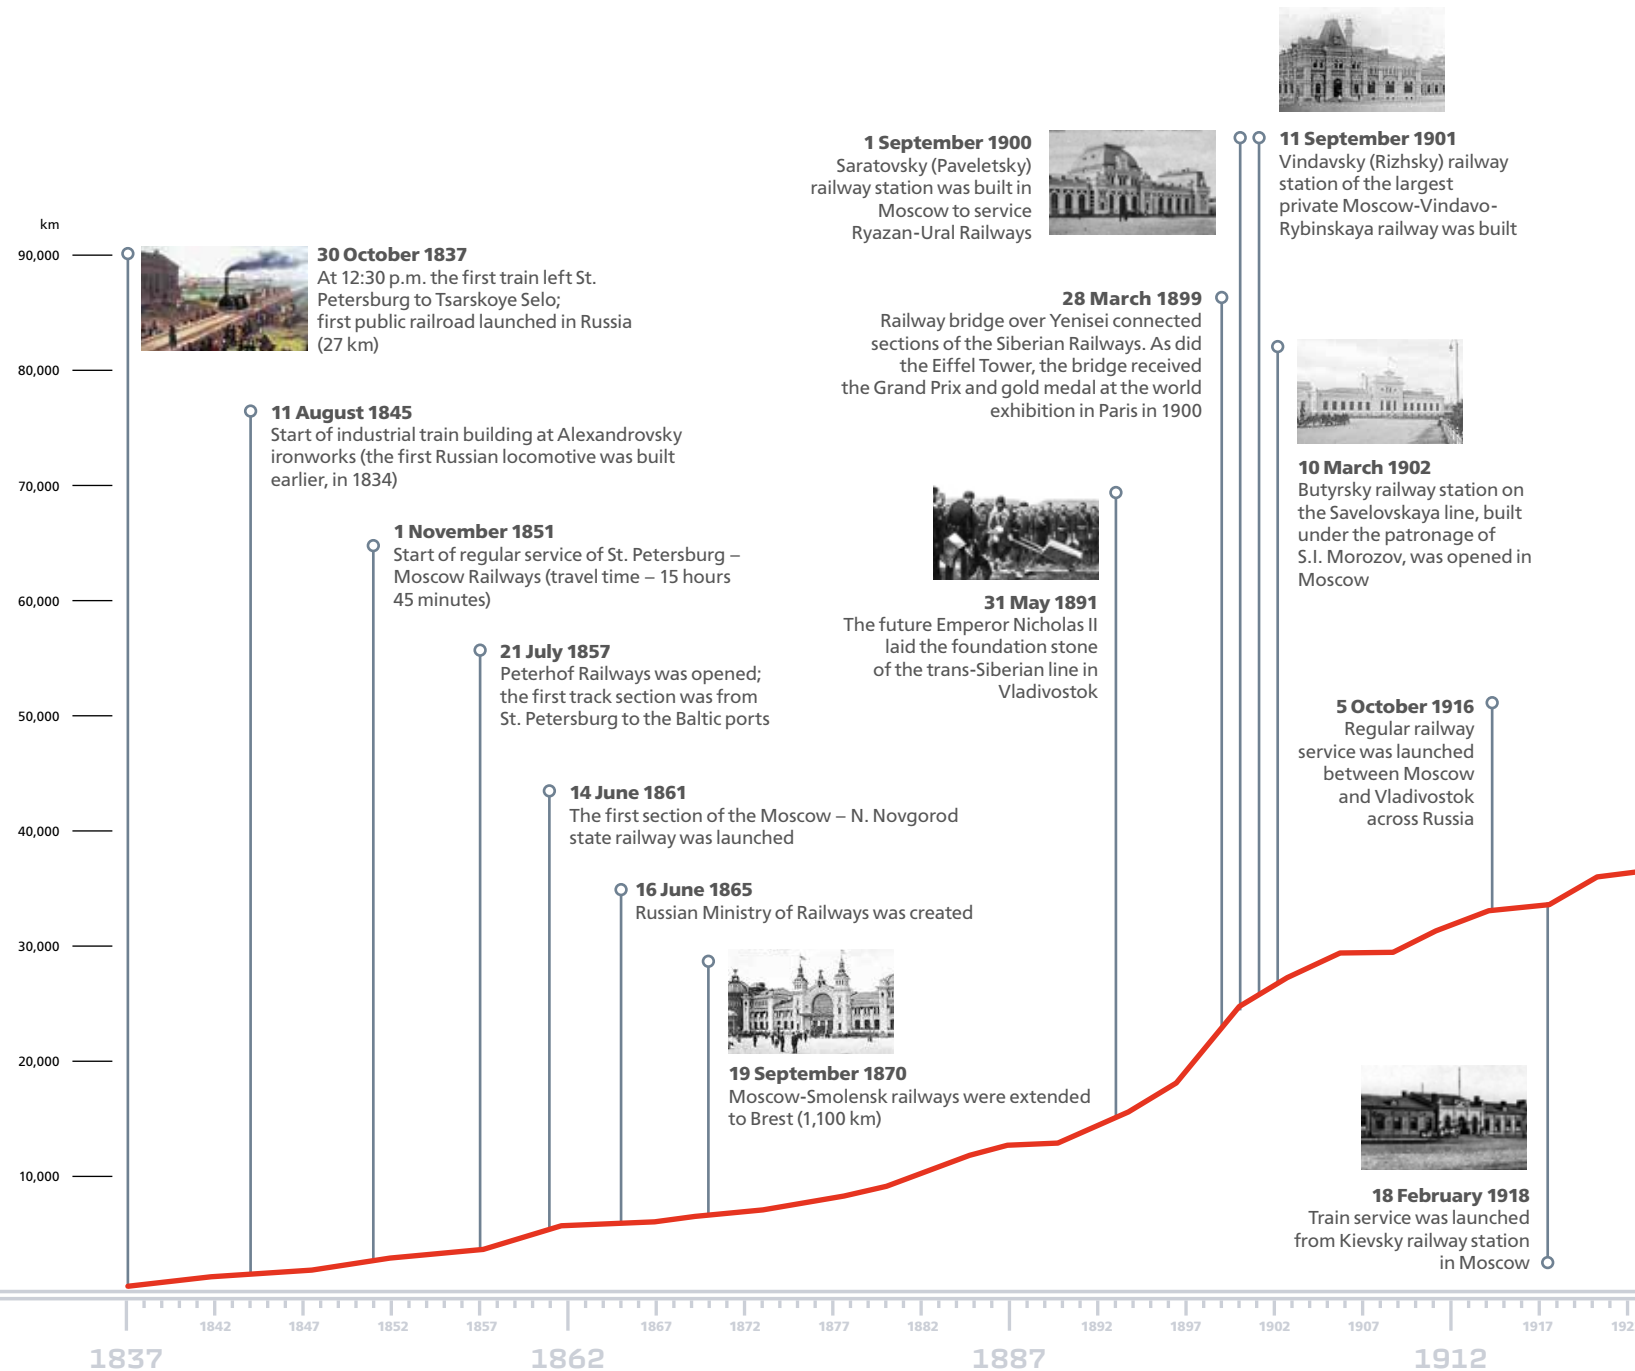 km
90,000
80,000
70,000
60,000
50,000
40,000
30,000
20,000
10,000
30 October 1837
At 12:30 p.m. the first train left St.
Petersburg to Tsarskoye Selo;
first public railroad launched in Russia
(27 km)
11 August 1845
Start of industrial train building at Alexandrovsky
ironworks (the first Russian locomotive was built
earlier, in 1834)
1 November 1851
Start of regular service of St. Petersburg –
Moscow Railways (travel time – 15 hours
45 minutes)
21 July 1857
Peterhof Railways was opened;
the first track section was from
St. Petersburg to the Baltic ports
14 June 1861
The first section of the Moscow – N. Novgorod
state railway was launched
16 June 1865
Russian Ministry of Railways was created
19 September 1870
Moscow-Smolensk railways were extended
to Brest (1,100 km)
31 May 1891
The future Emperor Nicholas II
laid the foundation stone
of the trans-Siberian line in
Vladivostok
28 March 1899
Railway bridge over Yenisei connected
sections of the Siberian Railways. As did
the Eiffel Tower, the bridge received
the Grand Prix and gold medal at the world
exhibition in Paris in 1900
1 September 1900
Saratovsky (Paveletsky)
railway station was built in
Moscow to service
Ryazan-Ural Railways
11 September 1901
Vindavsky (Rizhsky) railway
station of the largest
private Moscow-Vindavo-
Rybinskaya railway was built
10 March 1902
Butyrsky railway station on
the Savelovskaya line, built
under the patronage of
S.I. Morozov, was opened in
Moscow
5 October 1916
Regular railway
service was launched
between Moscow
and Vladivostok
across Russia
18 February 1918
Train service was launched
from Kievsky railway station
in Moscow
1842 1847 1852 1857 1867 1872 1877 1882 1892 1897 1902 1907 1917 192
1837 1862 1887 1912